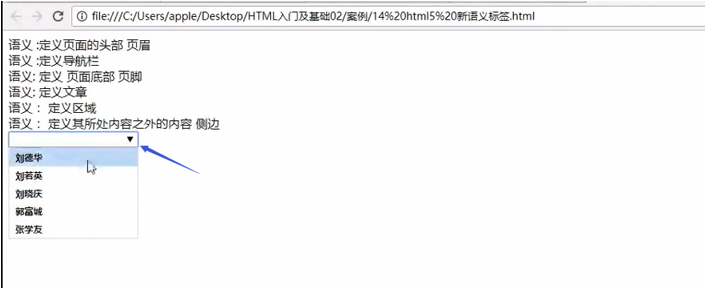 file:///C:/Users/apple/Desktop/HTML入门及基础02/案例/14%20html5%20新语义标签.html
语义 :定义页面的头部 页眉
语义 :定义导航栏
语义: 定义 页面底部 页脚
语义: 定义文章
语义： 定义区域
语义： 定义其所处内容之外的内容 侧边
刘德华
刘若英
刘晓庆
郭富城
张学友